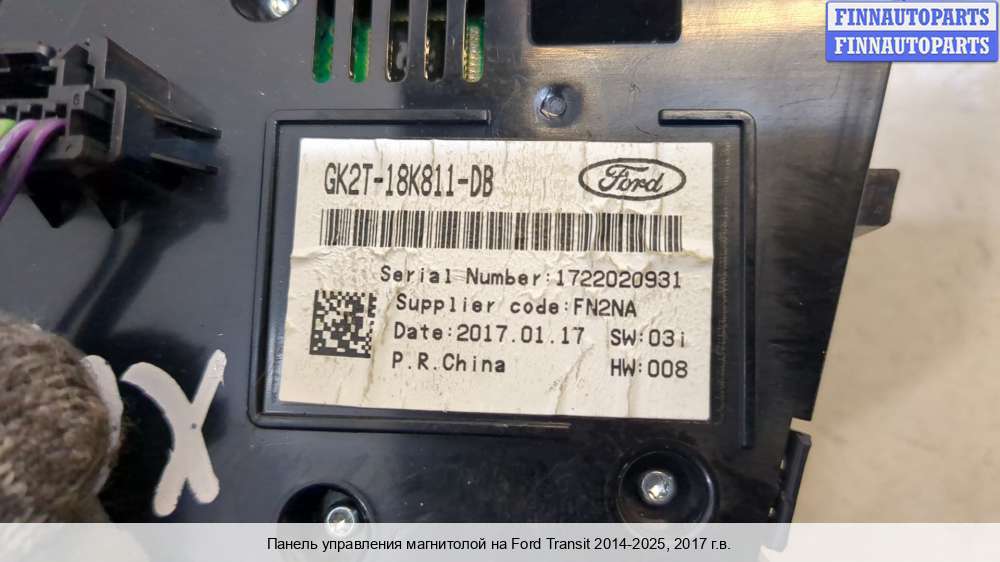 FINNAUTOPARTS
FINNAUTOPARTS
GK2T-18K811-DB
Ford
Serial Number:1722020931
Supplier code:FN2NA
Date:2017.01.17 SW:03i
P.R.China HW:008
Панель управления магнитолой на Ford Transit 2014-2025, 2017 г.в.